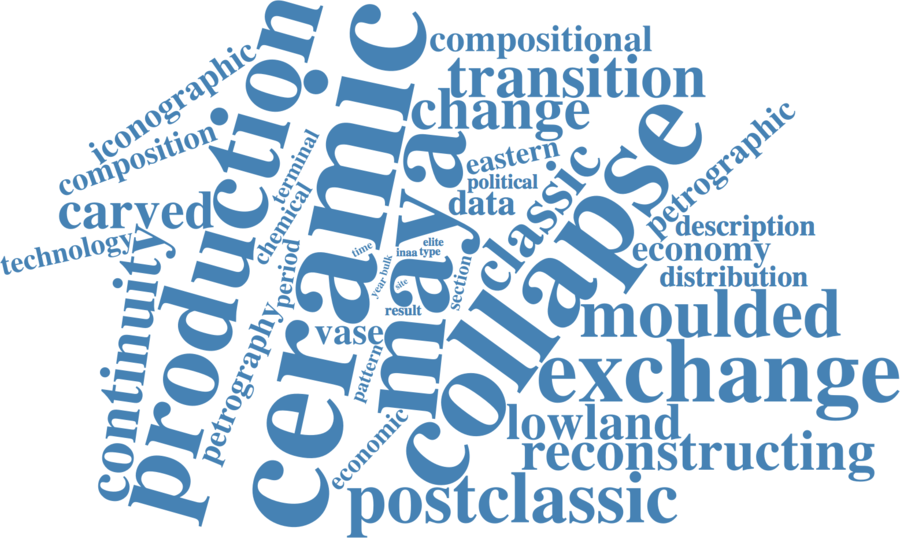 compositional
iconographic
production
ceramic
transition
change
composition
collapse
petrographic
terminal
eastern
political
classic
carved
chemical
maya
data
description
technology
economy
continuity
period
time
elite
inaa
type
distribution
year
bulk
section
site
petrography
result
moulded
vase
pattern
exchange
lowland
economic
reconstructing
postclassic